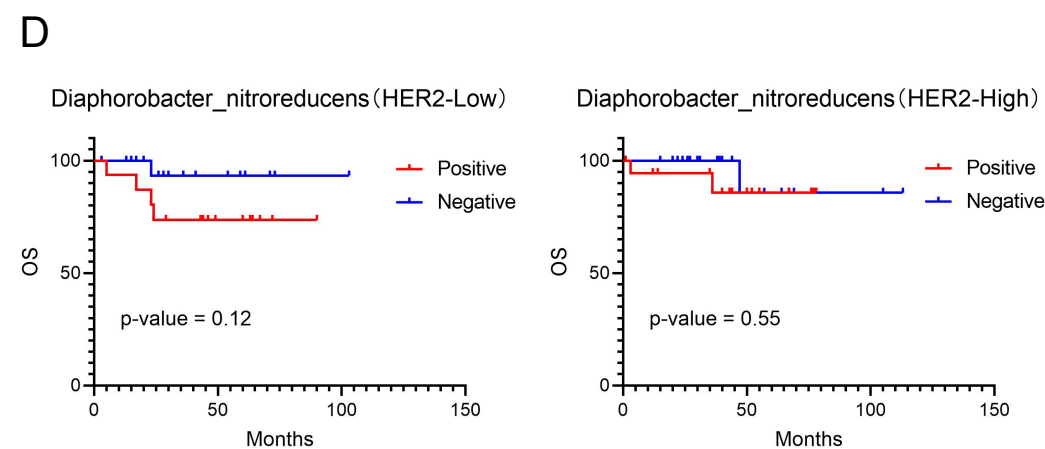 D
Diaphorobacter_nitroreducens（HER2-Low）
100
50
0
OS
Positive
Negative
p-value = 0.12
0 50 100 150
Months
Diaphorobacter_nitroreducens（HER2-High）
100
50
0
OS
Positive
Negative
p-value = 0.55
0 50 100 150
Months